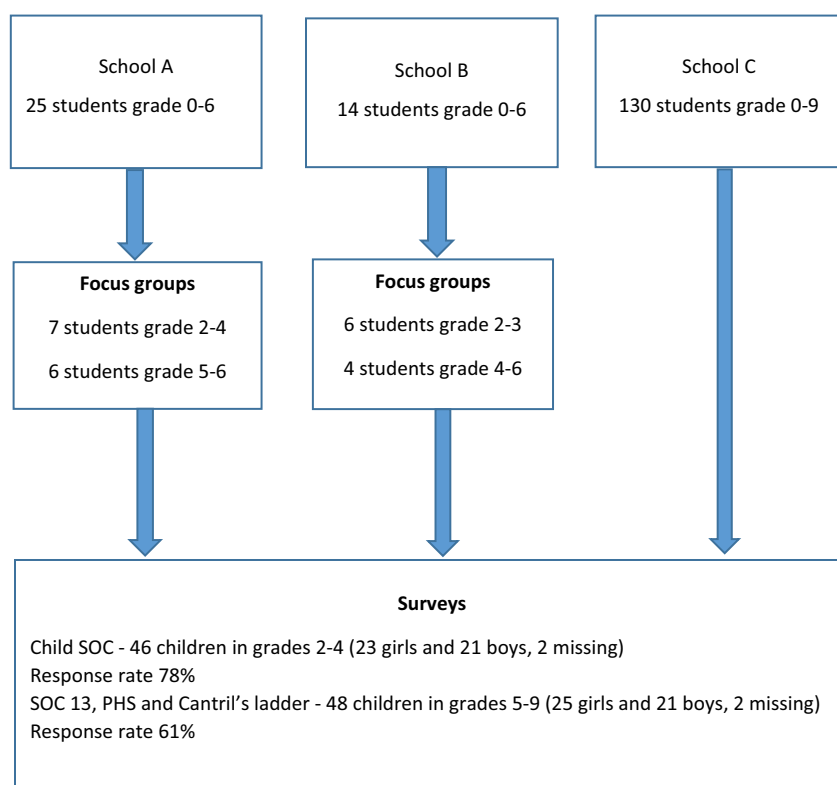 School A
25 students grade 0-6
School B
14 students grade 0-6
School C
130 students grade 0-9
Focus groups
7 students grade 2-4
6 students grade 5-6
Focus groups
6 students grade 2-3
4 students grade 4-6
Surveys
Child SOC - 46 children in grades 2-4 (23 girls and 21 boys, 2 missing)
Response rate 78%
SOC 13, PHS and Cantril’s ladder - 48 children in grades 5-9 (25 girls and 21 boys, 2 missing)
Response rate 61%